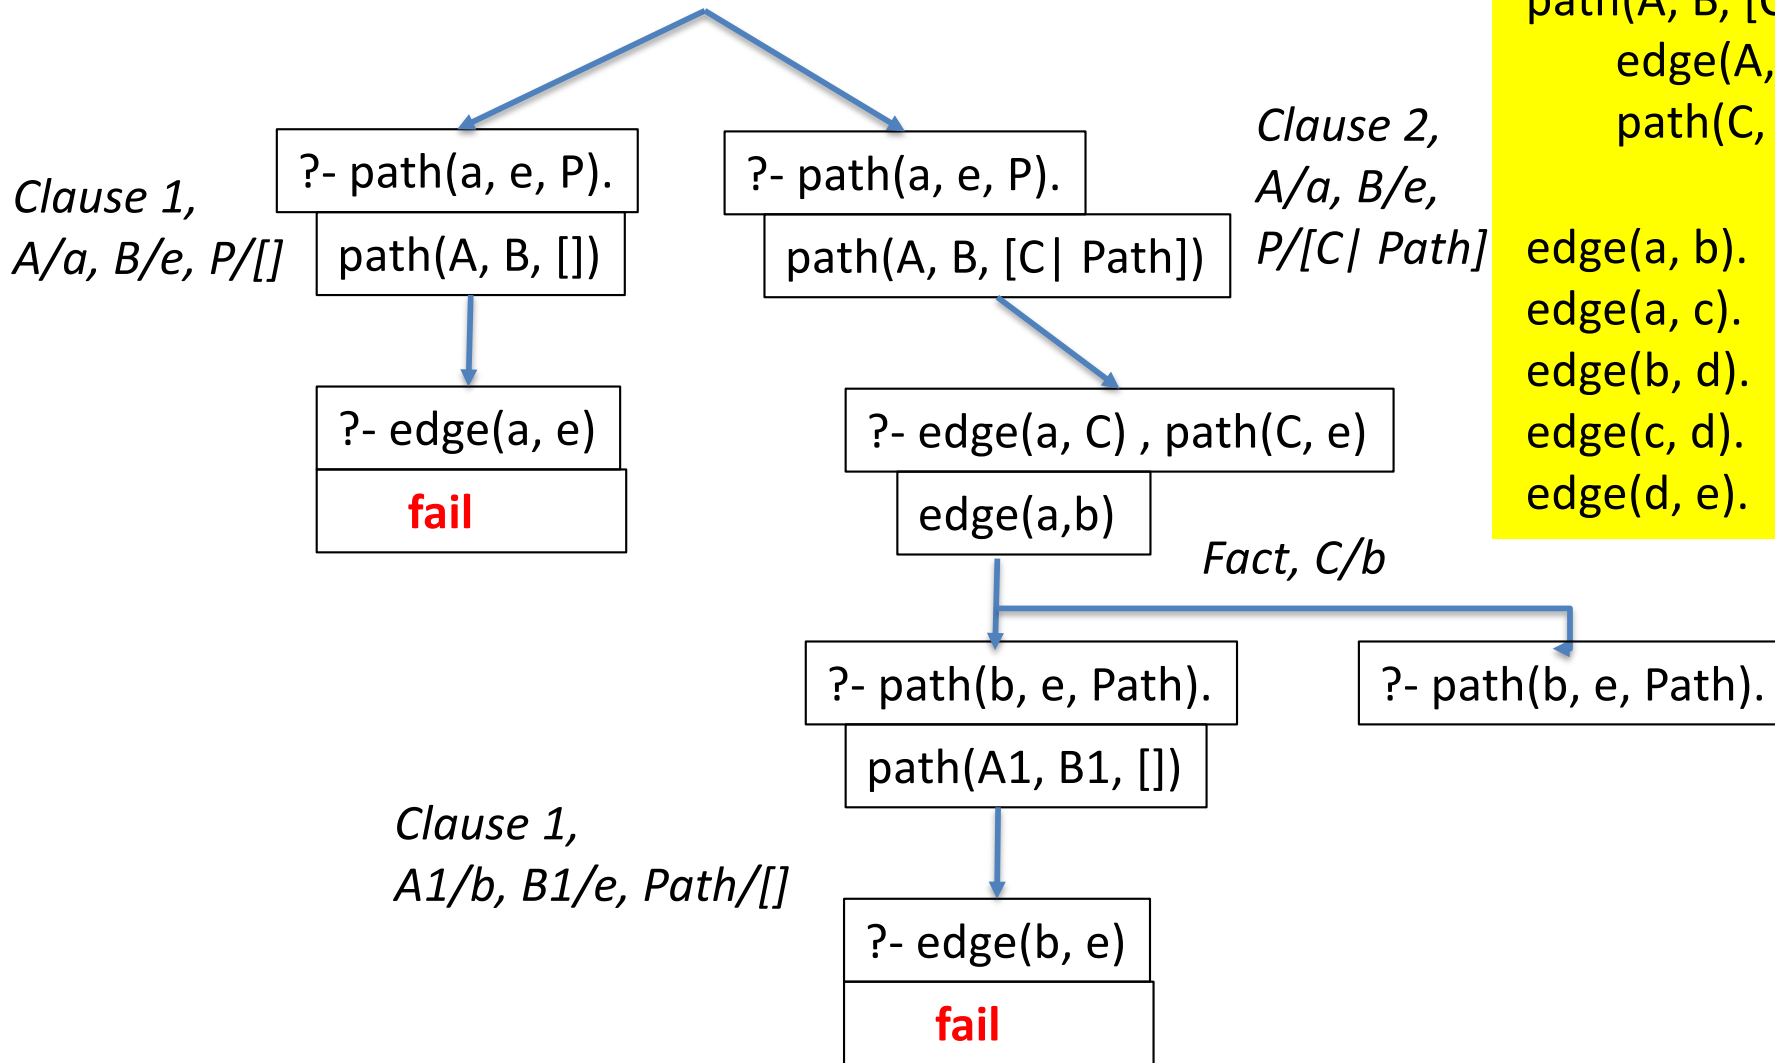 path(A, B, [C
edge(A,
path(C,
edge(a, b).
edge(a, c).
edge(b, d).
edge(c, d).
edge(d, e).
?- path(a, e, P).
path(A, B, [])
Clause 1,
A/a, B/e, P/[]
?- path(a, e, P).
path(A, B, [C| Path])
Clause 2,
A/a, B/e,
P/[C| Path]
?- edge(a, e)
fail
?- edge(a, C) , path(C, e)
edge(a,b)
Fact, C/b
?- path(b, e, Path).
path(A1, B1, [])
?- path(b, e, Path).
Clause 1,
A1/b, B1/e, Path/[]
?- edge(b, e)
fail